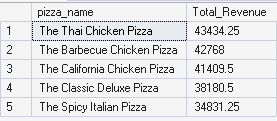 pizza_name Total_Revenue
1 The Thai Chicken Pizza 43434.25
2 The Barbecue Chicken Pizza 42768
3 The California Chicken Pizza 41409.5
4 The Classic Deluxe Pizza 38180.5
5 The Spicy Italian Pizza 34831.25